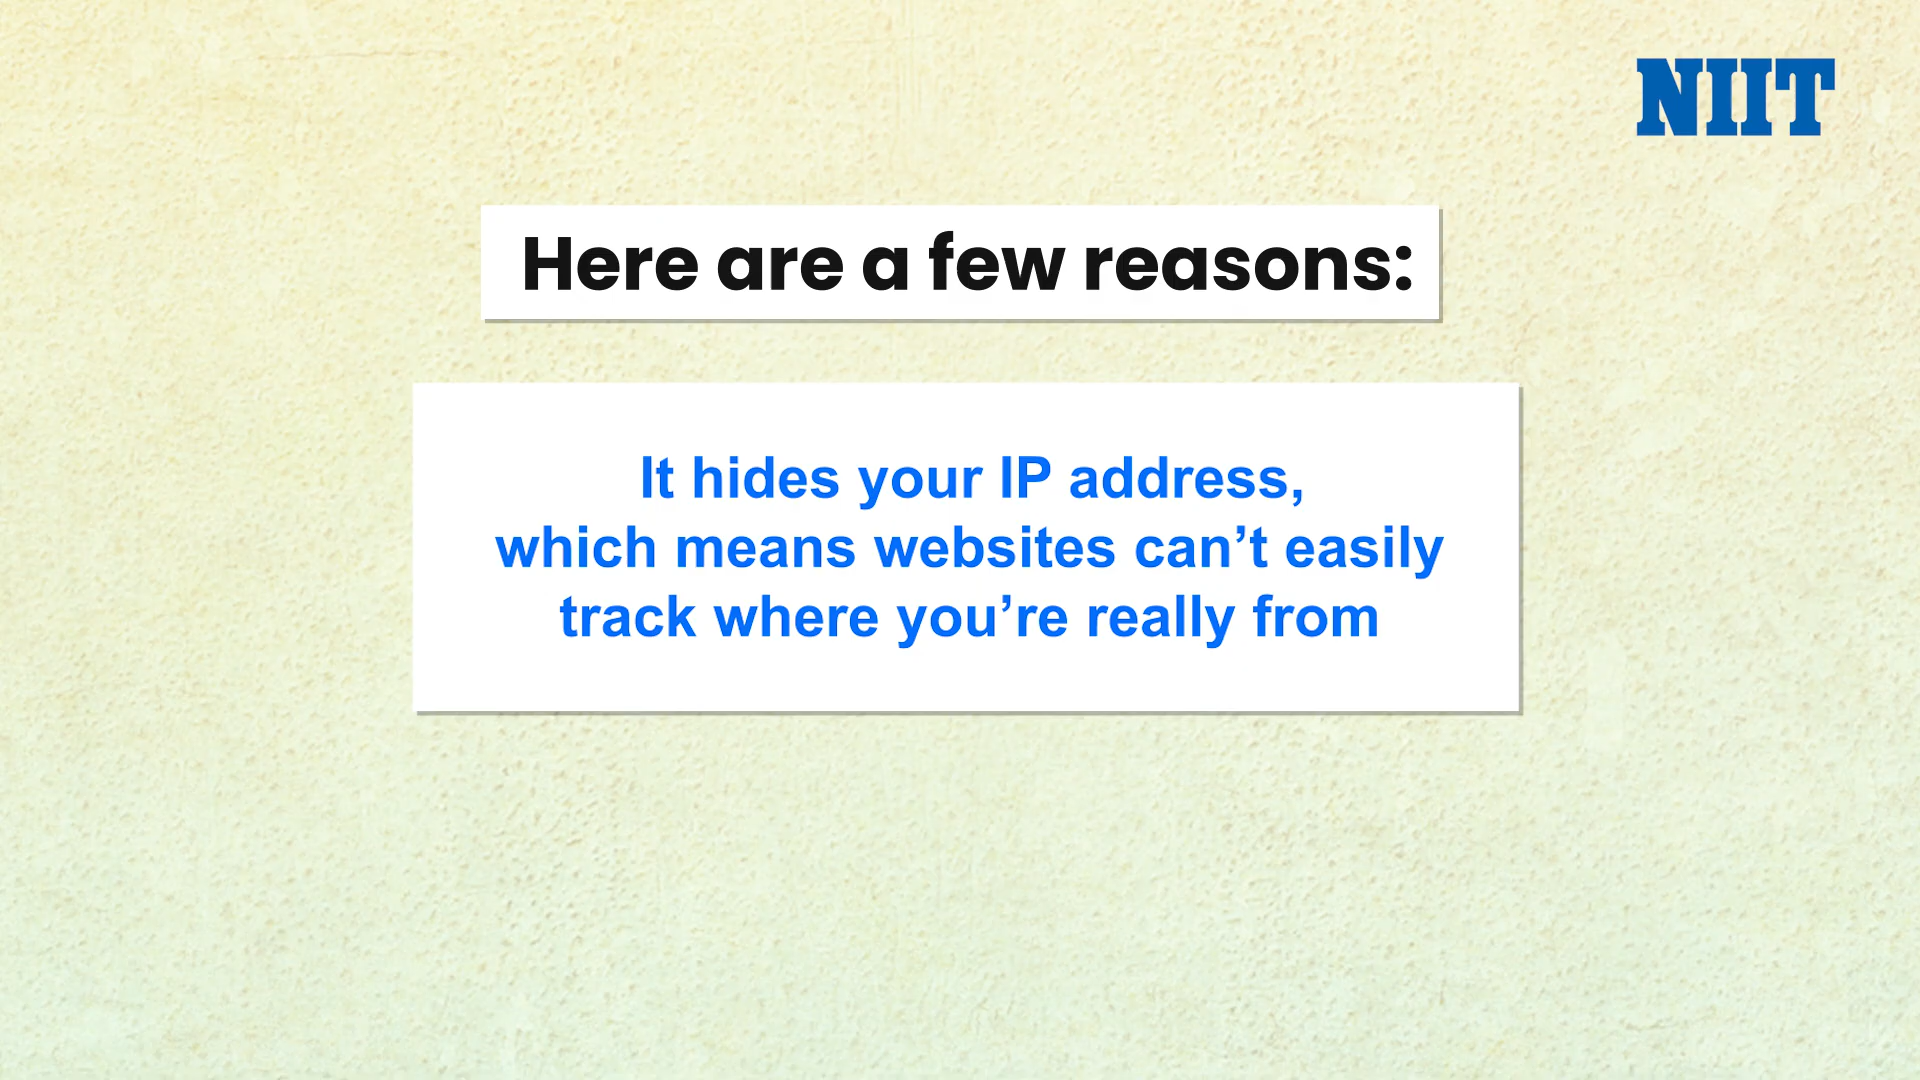 NIIT
Here are a few reasons:
It hides your IP address,
which means websites can’t easily
track where you’re really from